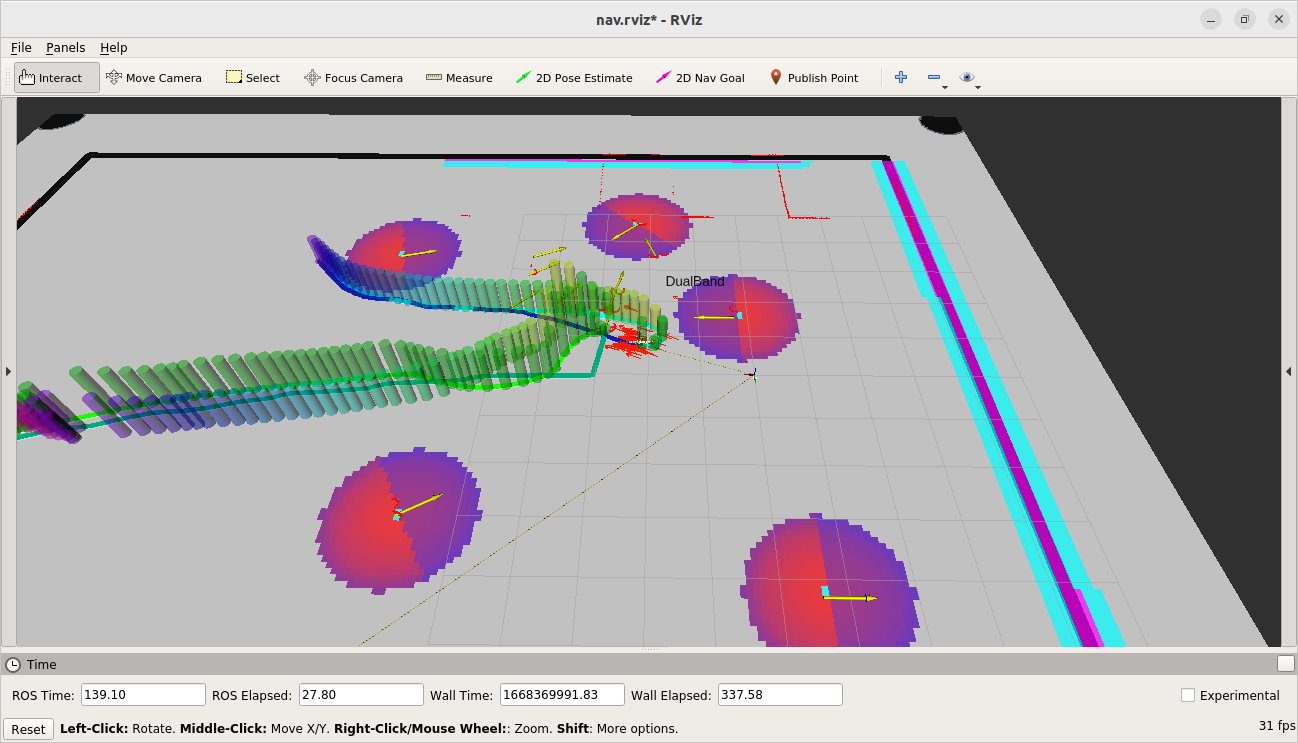 nav.rviz* - RViz
File Panels Help
Interact Move Camera Select Focus Camera Measure 2D Pose Estimate 2D Nav Goal Publish Point
DualBand
Time
ROS Time: 139.10 ROS Elapsed: 27.80 Wall Time: 1668369991.83 Wall Elapsed: 337.58 Experimental
Reset Left-Click: Rotate. Middle-Click: Move X/Y. Right-Click/Mouse Wheel:: Zoom. Shift: More options. 31 fps